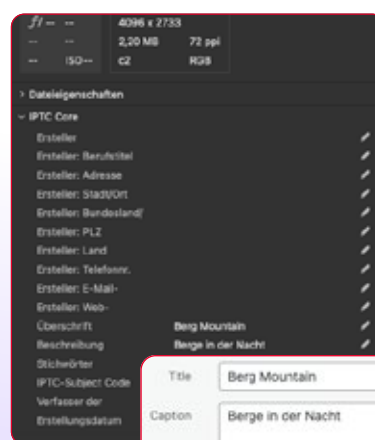 f/-- -- 4096 x 2733
-- -- 2,20 MB 72 ppi
-- ISO-- c2 RGB
Dateieigenschaften
IPTC Core
Ersteller
Ersteller: Berufstitel
Ersteller: Adresse
Ersteller: Stadt/Ort
Ersteller: Bundesland/
Ersteller: PLZ
Ersteller: Land
Ersteller: Telefonnr.
Ersteller: E-Mail-
Ersteller: Web-
Überschrift Berg Mountain
Beschreibung Berge in der Nacht
Stichwörter
IPTC-Subject Code
Verfasser der
Erstellungsdatum
Title Berg Mountain
Caption Berge in der Nacht